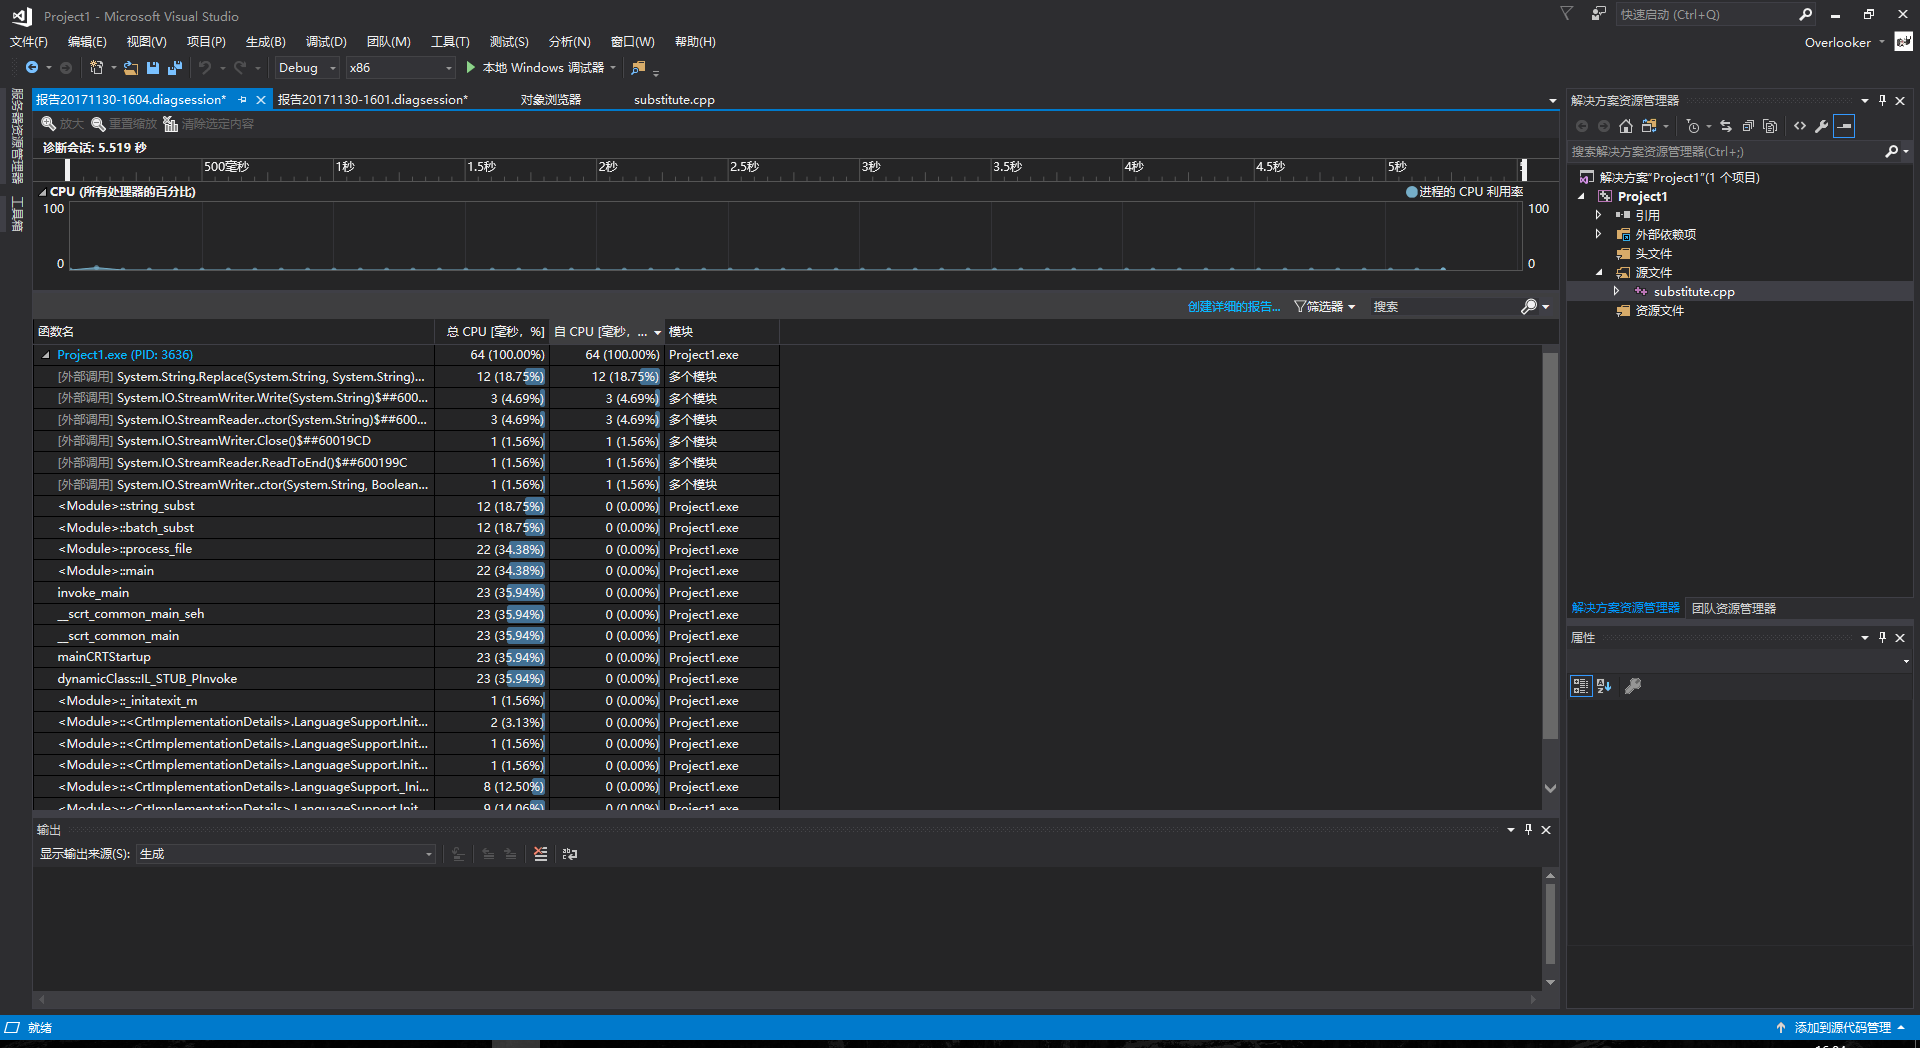 Project1 - Microsoft Visual Studio
快速启动 (Ctrl+Q)
文件(F) 编辑(E) 视图(V) 项目(P) 生成(B) 调试(D) 团队(M) 工具(T) 测试(S) 分析(N) 窗口(W) 帮助(H)
Overlooker
Debug x86 本地 Windows 调试器
服务器资源管理器
工具箱
报告20171130-1604.diagsession* 报告20171130-1601.diagsession* 对象浏览器 substitute.cpp
放大 重置缩放 清除选定内容
诊断会话: 5.519 秒
500毫秒 1秒 1.5秒 2秒 2.5秒 3秒 3.5秒 4秒 4.5秒 5秒
CPU (所有处理器的百分比) 进程的 CPU 利用率
100 100
0 0
创建详细的报告... 筛选器 搜索
函数名 总 CPU [毫秒, %] 自 CPU [毫秒, ... 模块
Project1.exe (PID: 3636) 64 (100.00%) 64 (100.00%) Project1.exe
[外部调用] System.String.Replace(System.String, System.String)... 12 (18.75%) 12 (18.75%) 多个模块
[外部调用] System.IO.StreamWriter.Write(System.String)$##600... 3 (4.69%) 3 (4.69%) 多个模块
[外部调用] System.IO.StreamReader..ctor(System.String)$##600... 3 (4.69%) 3 (4.69%) 多个模块
[外部调用] System.IO.StreamWriter.Close()$##60019CD 1 (1.56%) 1 (1.56%) 多个模块
[外部调用] System.IO.StreamReader.ReadToEnd()$##600199C 1 (1.56%) 1 (1.56%) 多个模块
[外部调用] System.IO.StreamWriter..ctor(System.String, Boolean... 1 (1.56%) 1 (1.56%) 多个模块
<Module>::string_subst 12 (18.75%) 0 (0.00%) Project1.exe
<Module>::batch_subst 12 (18.75%) 0 (0.00%) Project1.exe
<Module>::process_file 22 (34.38%) 0 (0.00%) Project1.exe
<Module>::main 22 (34.38%) 0 (0.00%) Project1.exe
invoke_main 23 (35.94%) 0 (0.00%) Project1.exe
__scrt_common_main_seh 23 (35.94%) 0 (0.00%) Project1.exe
__scrt_common_main 23 (35.94%) 0 (0.00%) Project1.exe
mainCRTStartup 23 (35.94%) 0 (0.00%) Project1.exe
dynamicClass::IL_STUB_PInvoke 23 (35.94%) 0 (0.00%) Project1.exe
<Module>::_initatexit_m 1 (1.56%) 0 (0.00%) Project1.exe
<Module>::<CrtImplementationDetails>.LanguageSupport.Init... 2 (3.13%) 0 (0.00%) Project1.exe
<Module>::<CrtImplementationDetails>.LanguageSupport.Init... 1 (1.56%) 0 (0.00%) Project1.exe
<Module>::<CrtImplementationDetails>.LanguageSupport.Init... 1 (1.56%) 0 (0.00%) Project1.exe
<Module>::<CrtImplementationDetails>.LanguageSupport._Ini... 8 (12.50%) 0 (0.00%) Project1.exe
<Module>::<CrtImplementationDetails>.LanguageSupport.Init... 9 (14.06%) 0 (0.00%) Project1.exe
输出
显示输出来源(S): 生成
解决方案资源管理器
搜索解决方案资源管理器(Ctrl+;)
解决方案"Project1"(1 个项目)
Project1
引用
外部依赖项
头文件
源文件
substitute.cpp
资源文件
解决方案资源管理器 团队资源管理器
属性
就绪 添加到源代码管理